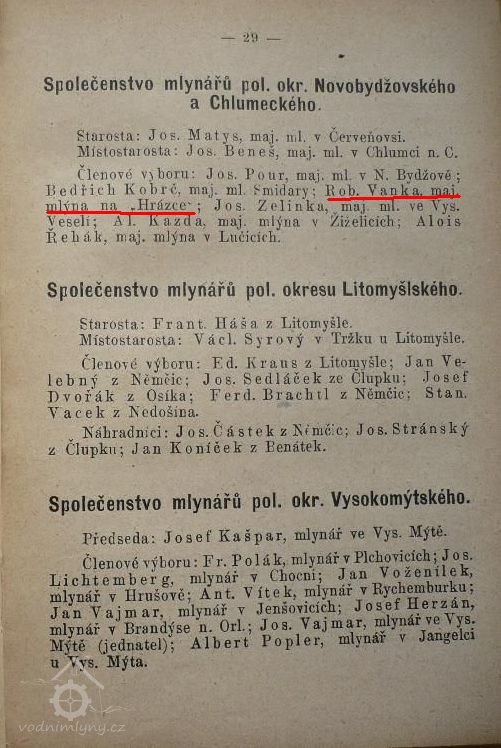 — 29 —
Společenstvo mlynářů pol. okr. Novobydžovského
a Chlumeckého.
Starosta: Jos. Matys, maj. ml. v Červeňovsi.
Místostarosta: Jos. Beneš, maj. ml. v Chlumci n. C.
Členové výboru: Jos. Pour, maj. ml. v N. Bydžově;
Bedřich Kobrč, maj. ml. Smidary; Rob. Vanka, maj.
mlýna na „Hrázce“; Jos. Zelinka, maj. ml. ve Vys.
Veselí; Al. Kazda, maj. mlýna v Žiželicích; Alois
Řehák, maj. mlýna v Lučicích.
Společenstvo mlynářů pol. okresu Litomyšlského.
Starosta: Frant. Háša z Litomyšle.
Místostarosta: Václ. Syrový v Tržku u Litomyšle.
Členové výboru: Ed. Kraus z Litomyšle; Jan Ve-
lebný z Němčic; Jos. Sedláček ze Člupku; Josef
Dvořák z Osíka; Ferd. Brachtl z Němčic; Stan.
Vacek z Nedošína.
Náhradníci: Jos. Částek z Němčic; Jos. Stránský
z Člupku; Jan Koníček z Benátek.
Společenstvo mlynářů pol. okr. Vysokomýtského.
Předseda: Josef Kašpar, mlynář ve Vys. Mýtě.
Členové výboru: Fr. Polák, mlynář v Plchovicích; Jos.
Lichtemberg, mlynář v Chocni; Jan Voženílek,
mlynář v Hrušově; Ant. Vítek, mlynář v Rychemburku;
Jan Vajmar, mlynář v Jenšovicích; Josef Herzán,
mlynář v Brandýse n. Orl.; Jos. Vajmar, mlynář ve Vys.
Mýtě (jednatel); Albert Popler, mlynář v Jangelci
u Vys. Mýta.
vodnimlyny.cz